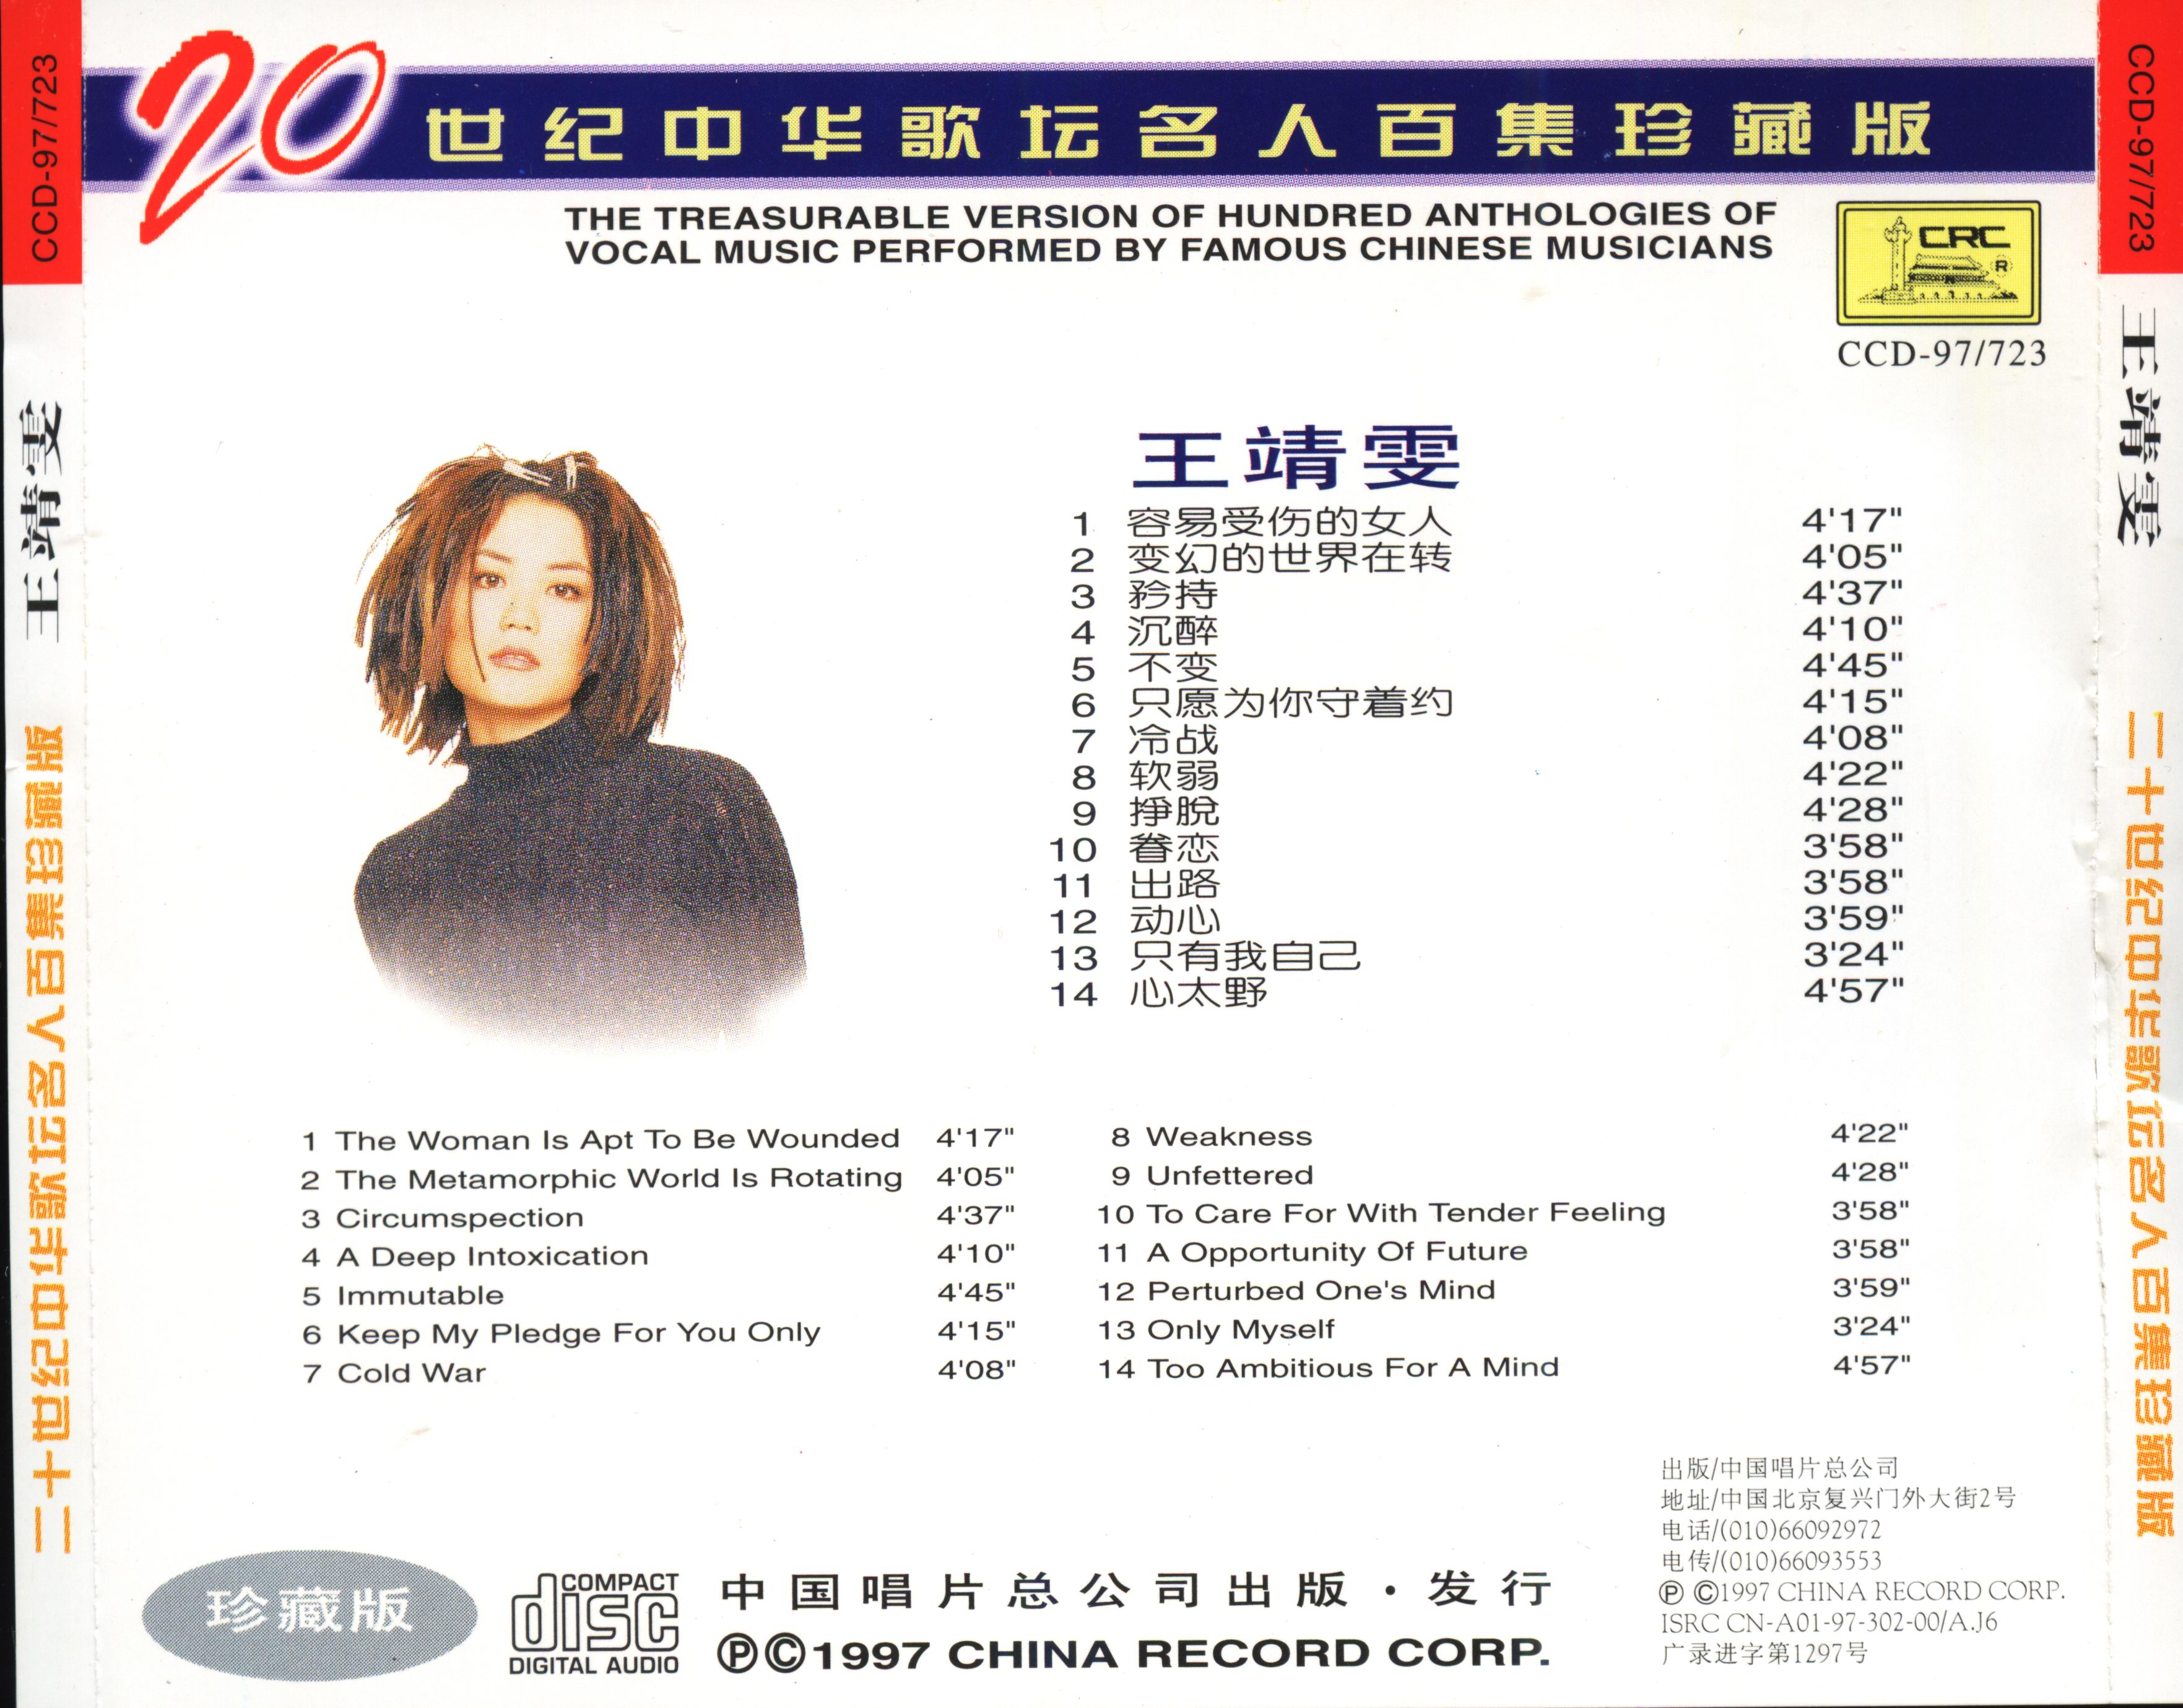 CCD-97/723
王靖雯
二十世纪中华歌坛名人百集珍藏版
20世纪中华歌坛名人百集珍藏版
THE TREASURABLE VERSION OF HUNDRED ANTHOLOGIES OF
VOCAL MUSIC PERFORMED BY FAMOUS CHINESE MUSICIANS
CRC
®
CCD-97/723
王靖雯
1 容易受伤的女人 4'17"
2 变幻的世界在转 4'05"
3 矜持 4'37"
4 沉醉 4'10"
5 不变 4'45"
6 只愿为你守着约 4'15"
7 冷战 4'08"
8 软弱 4'22"
9 掙脫 4'28"
10 眷恋 3'58"
11 出路 3'58"
12 动心 3'59"
13 只有我自己 3'24"
14 心太野 4'57"
1 The Woman Is Apt To Be Wounded 4'17"
2 The Metamorphic World Is Rotating 4'05"
3 Circumspection 4'37"
4 A Deep Intoxication 4'10"
5 Immutable 4'45"
6 Keep My Pledge For You Only 4'15"
7 Cold War 4'08"
8 Weakness 4'22"
9 Unfettered 4'28"
10 To Care For With Tender Feeling 3'58"
11 A Opportunity Of Future 3'58"
12 Perturbed One's Mind 3'59"
13 Only Myself 3'24"
14 Too Ambitious For A Mind 4'57"
珍藏版
COMPACT
disc
DIGITAL AUDIO
中国唱片总公司出版·发行
Ⓟ©1997 CHINA RECORD CORP.
出版/中国唱片总公司
地址/中国北京复兴门外大街2号
电话/(010)66092972
电传/(010)66093553
Ⓟ ©1997 CHINA RECORD CORP.
ISRC CN-A01-97-302-00/A.J6
广录进字第1297号
CCD-97/723
王靖雯
二十世纪中华歌坛名人百集珍藏版